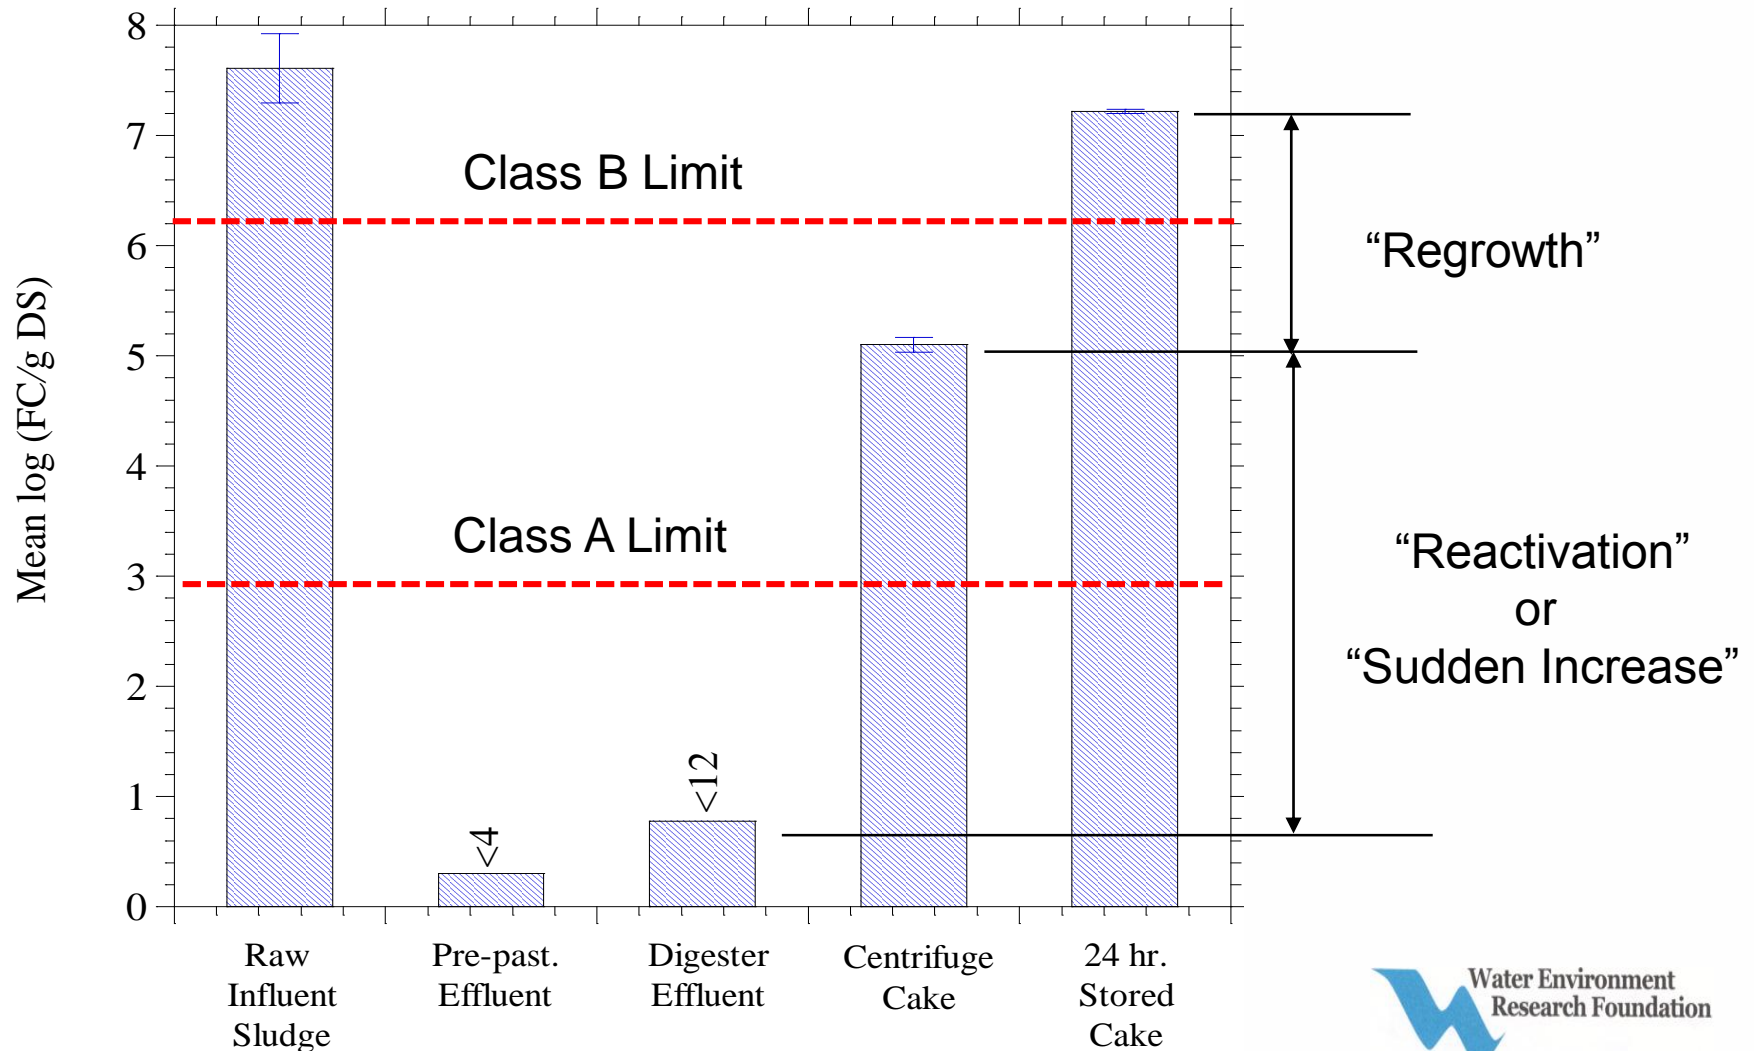 8
7
6
5
4
3
2
1
0
Mean log (FC/g DS)
Class B Limit
Class A Limit
<4
<12
“Regrowth”
“Reactivation”
or
“Sudden Increase”
Raw
Influent
Sludge
Pre-past.
Effluent
Digester
Effluent
Centrifuge
Cake
24 hr.
Stored
Cake
Water Environment
Research Foundation